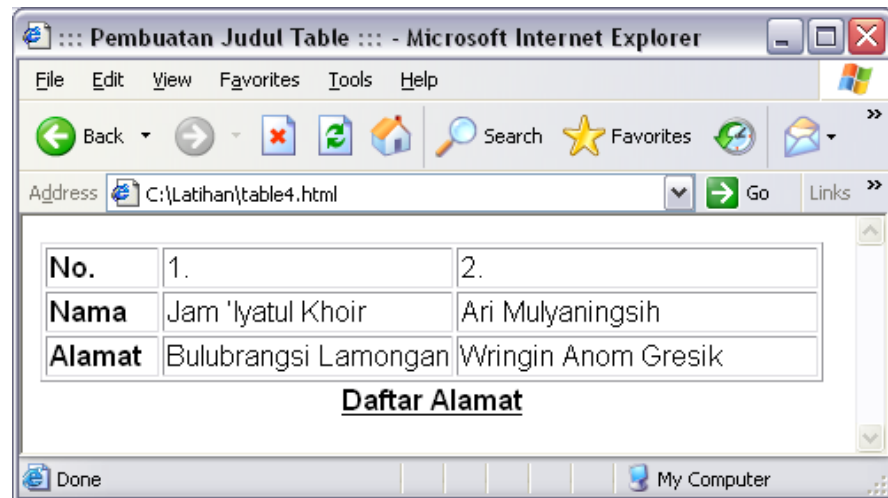 ::: Pembuatan Judul Table ::: - Microsoft Internet Explorer
File Edit View Favorites Tools Help
Back Search Favorites »
Address C:\Latihan\table4.html Go Links »
No. 1. 2.
Nama Jam 'Iyatul Khoir Ari Mulyaningsih
Alamat Bulubrangsi Lamongan Wringin Anom Gresik
Daftar Alamat
Done My Computer